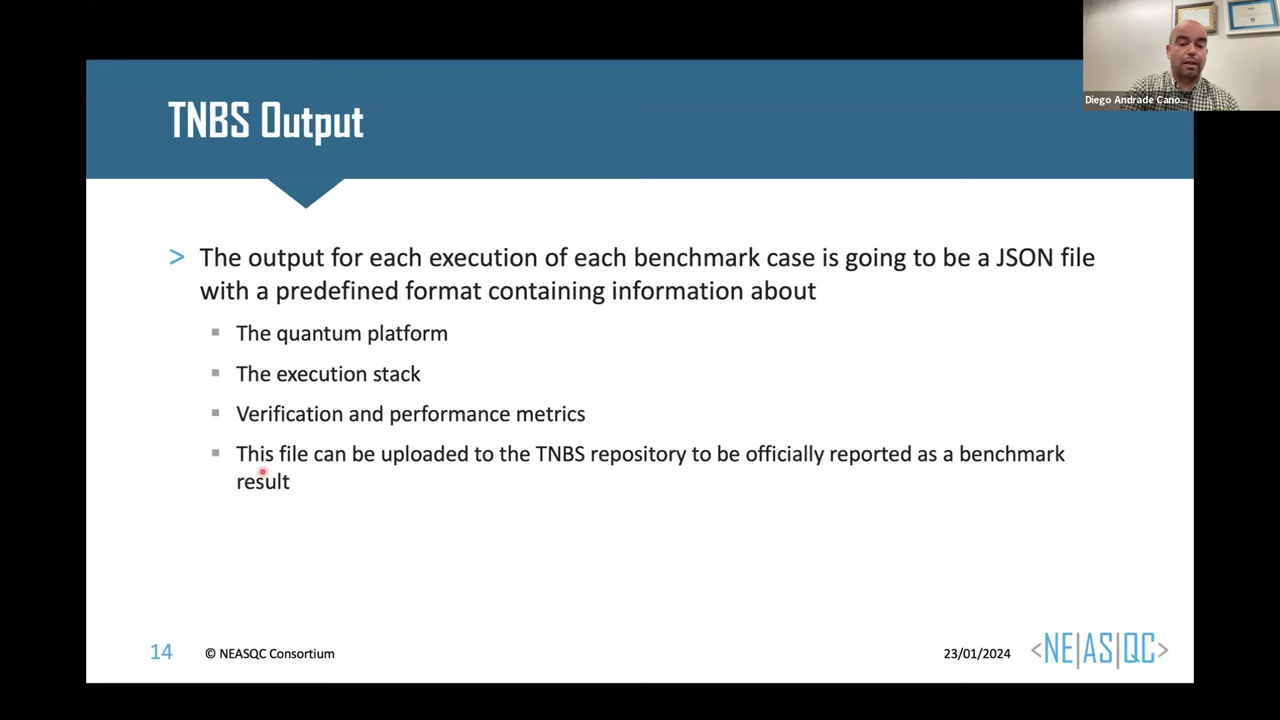 Diego Andrade Cano...
TNBS Output
> The output for each execution of each benchmark case is going to be a JSON file
with a predefined format containing information about
▪ The quantum platform
▪ The execution stack
▪ Verification and performance metrics
▪ This file can be uploaded to the TNBS repository to be officially reported as a benchmark
result
14
© NEASQC Consortium
23/01/2024
<NE|AS|QC>